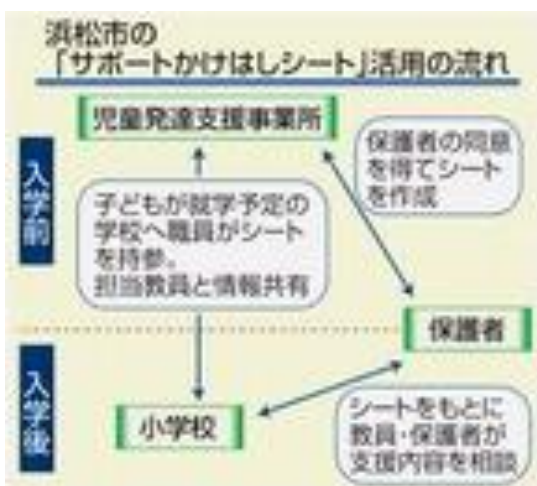 浜松市の
「サポートかけはしシート」活用の流れ
児童発達支援事業所
保護者の同意
を得てシート
を作成
入学前
子どもが就学予定の
学校へ職員がシート
を持参。
担当教員と情報共有
保護者
入学後
小学校
シートをもとに
教員・保護者が
支援内容を相談